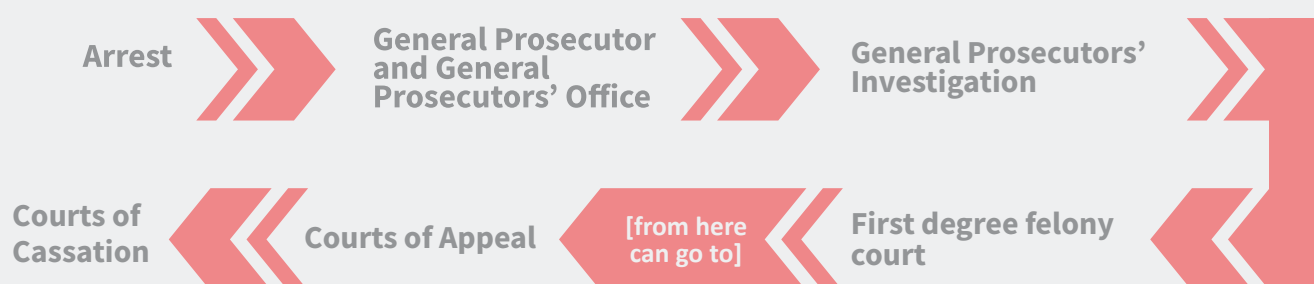 Arrest
General Prosecutor
and General
Prosecutors’ Office
General Prosecutors’
Investigation
First degree felony
court
[from here
can go to]
Courts of Appeal
Courts of
Cassation